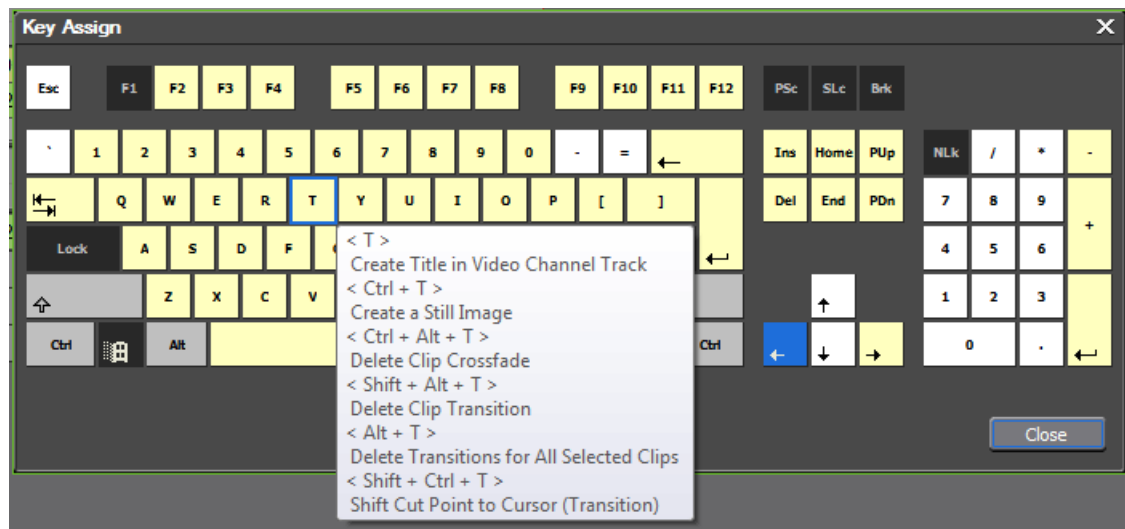 Key Assign X
Esc F1 F2 F3 F4 F5 F6 F7 F8 F9 F10 F11 F12 PSc SLc Brk
` 1 2 3 4 5 6 7 8 9 0 - = Ins Home PUp NLk / * -
Q W E R T Y U I O P [ ] Del End PDn 7 8 9 +
Lock A S D F 4 5 6
Z X C V 1 2 3
Ctrl Alt Ctrl 0 .
< T >
Create Title in Video Channel Track
< Ctrl + T >
Create a Still Image
< Ctrl + Alt + T >
Delete Clip Crossfade
< Shift + Alt + T >
Delete Clip Transition
< Alt + T >
Delete Transitions for All Selected Clips
< Shift + Ctrl + T >
Shift Cut Point to Cursor (Transition)
Close